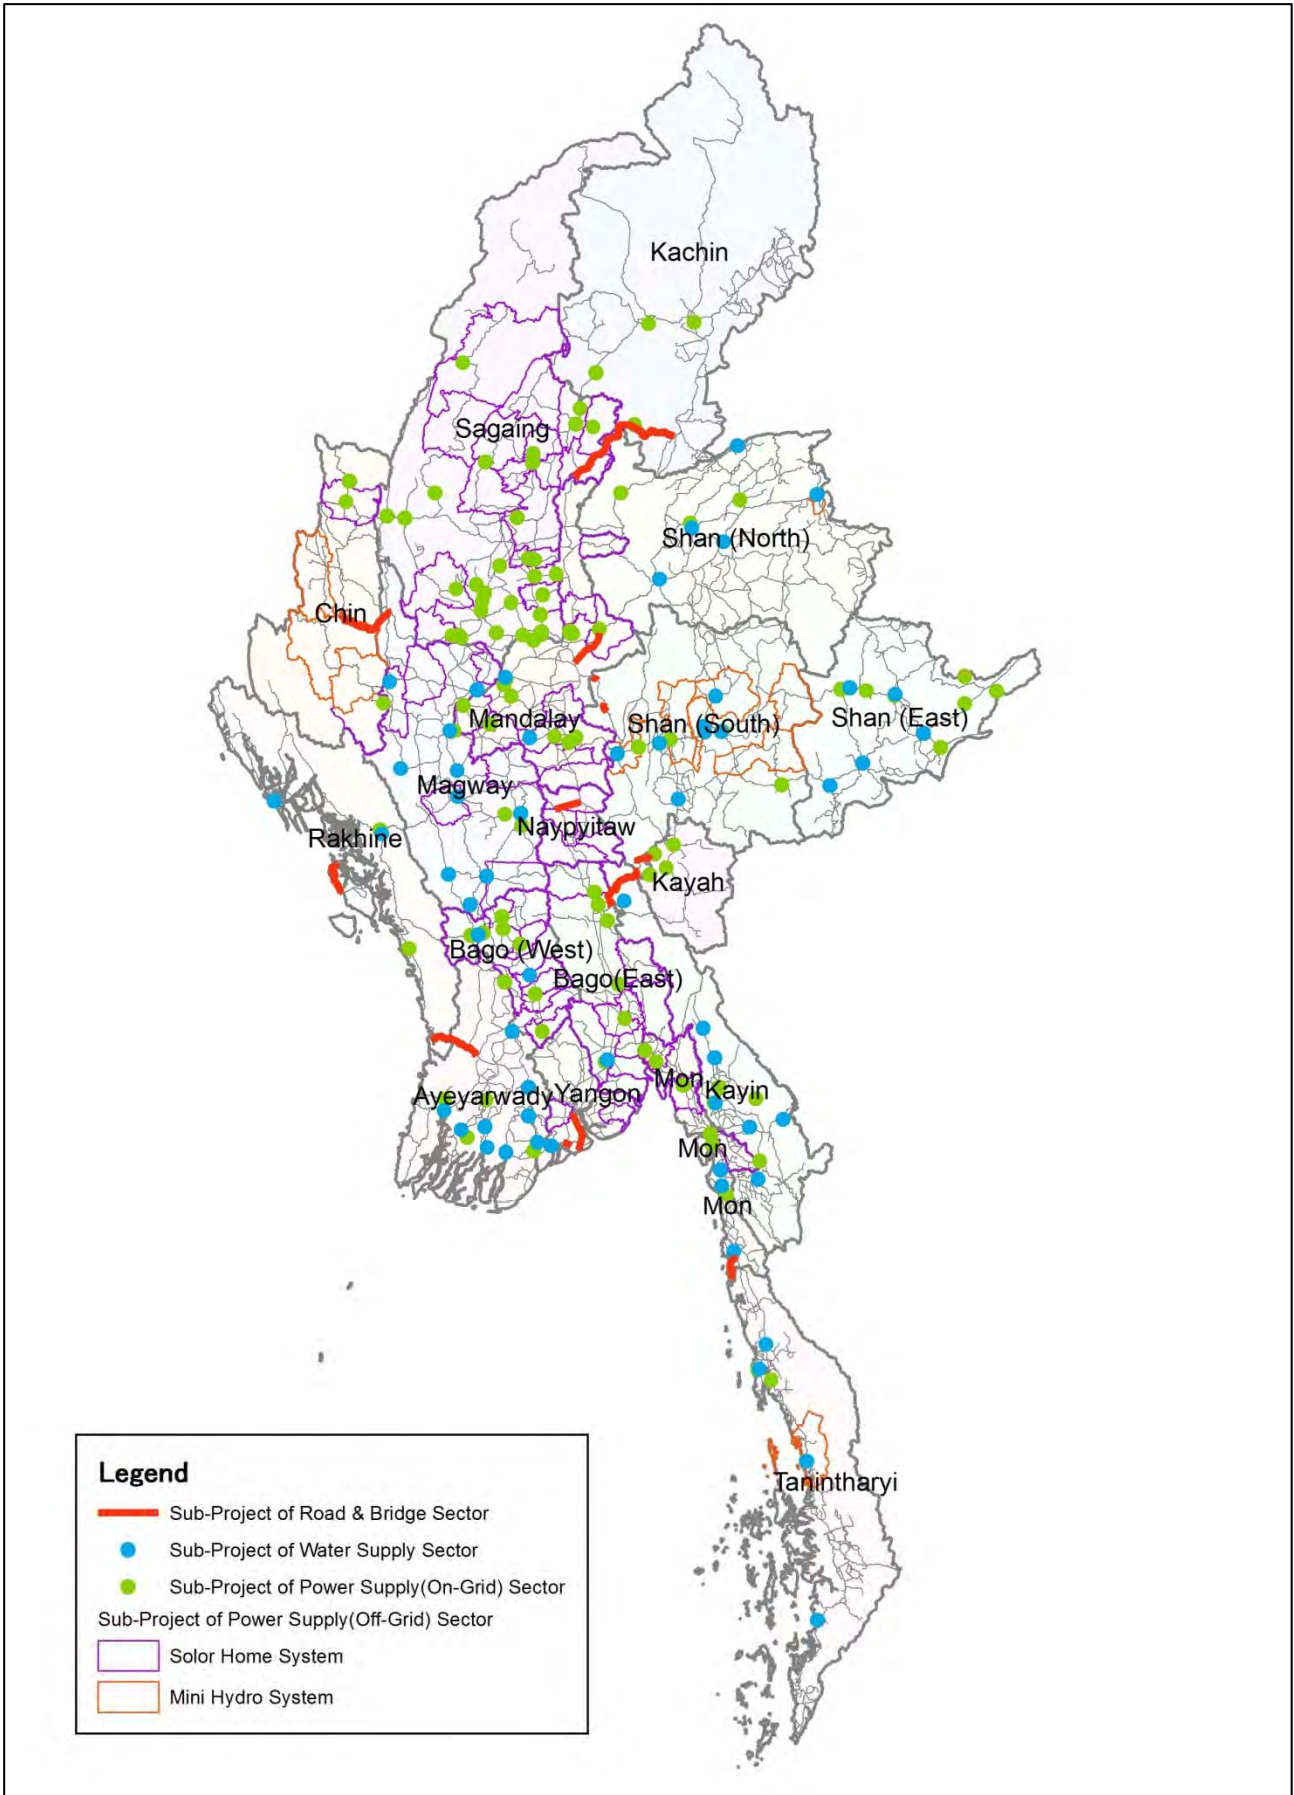 Kachin
Sagaing
Shan (North)
Chin
Mandalay
Shan (South)
Shan (East)
Magway
Naypyitaw
Rakhine
Kayah
Bago (West)
Bago(East)
Mon
Kayin
Ayeyarwady
Yangon
Mon
Mon
Tanintharyi
Legend
Sub-Project of Road & Bridge Sector
Sub-Project of Water Supply Sector
Sub-Project of Power Supply(On-Grid) Sector
Sub-Project of Power Supply(Off-Grid) Sector
Solor Home System
Mini Hydro System